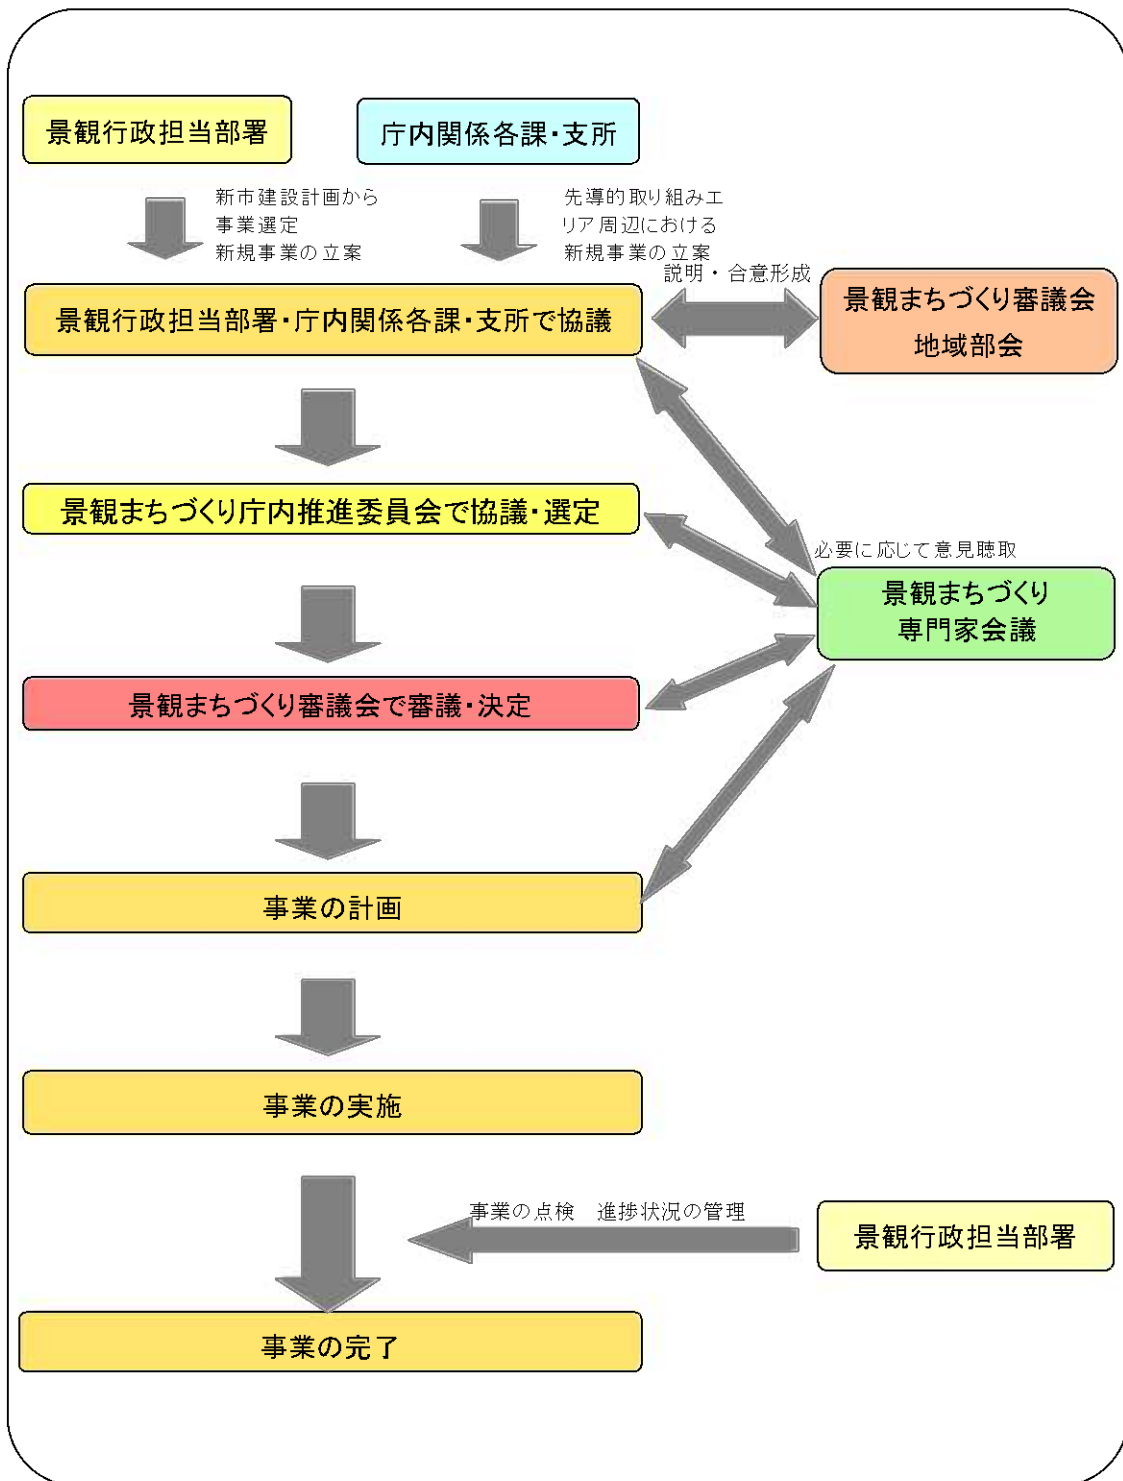 景観行政担当部署
庁内関係各課・支所
新市建設計画から
事業選定
新規事業の立案
先導的取り組みエ
リア周辺における
新規事業の立案
説明・合意形成
景観行政担当部署・庁内関係各課・支所で協議
景観まちづくり審議会
地域部会
景観まちづくり庁内推進委員会で協議・選定
必要に応じて意見聴取
景観まちづくり
専門家会議
景観まちづくり審議会で審議・決定
事業の計画
事業の実施
事業の点検　進捗状況の管理
景観行政担当部署
事業の完了